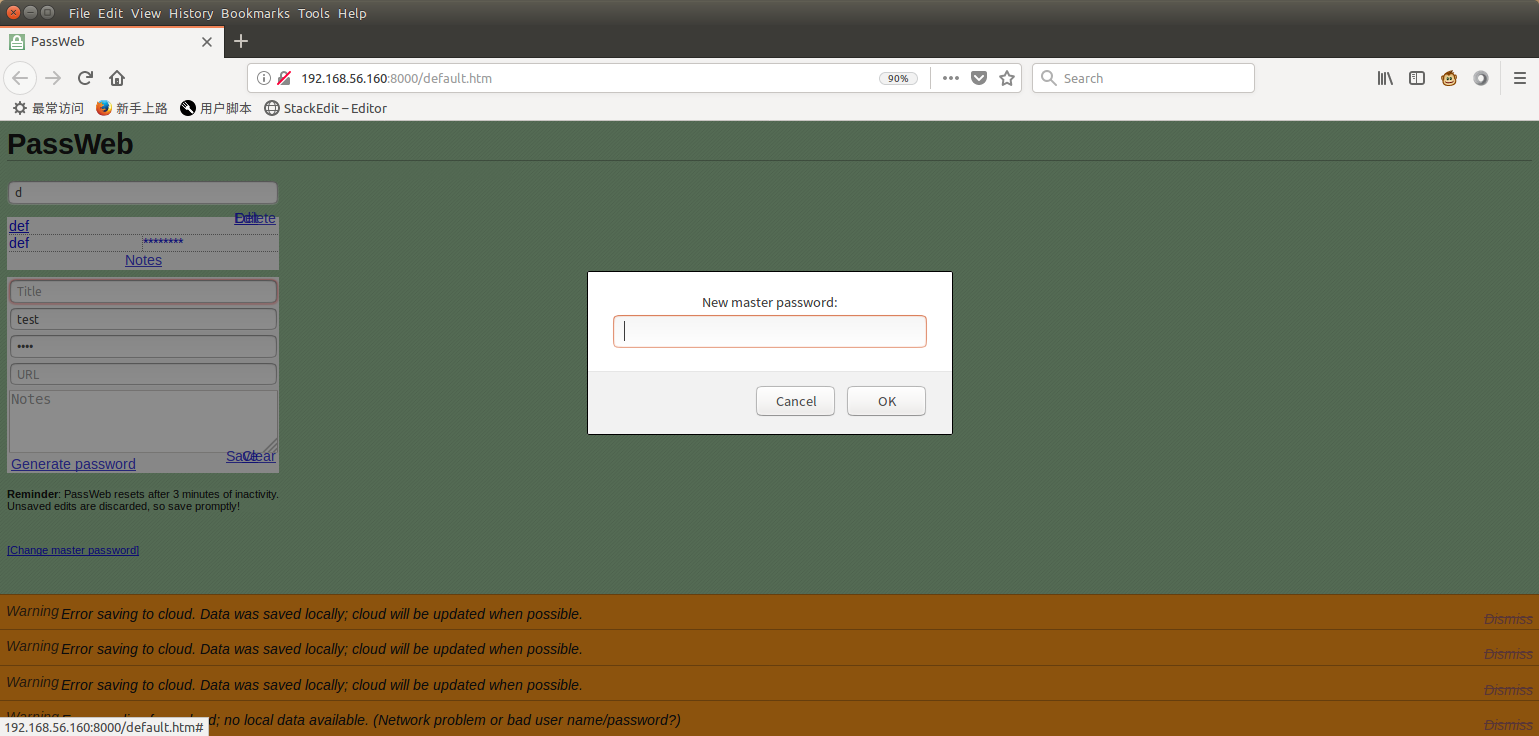 File Edit View History Bookmarks Tools Help
PassWeb
192.168.56.160:8000/default.htm
90%
Search
最常访问 新手上路 用户脚本 StackEdit – Editor
PassWeb
d
Edit Delete
def
def ********
Notes
Title
test
••••
URL
Notes
Generate password Save Clear
Reminder: PassWeb resets after 3 minutes of inactivity.
Unsaved edits are discarded, so save promptly!
[Change master password]
New master password:
Cancel OK
Warning Error saving to cloud. Data was saved locally; cloud will be updated when possible. Dismiss
Warning Error saving to cloud. Data was saved locally; cloud will be updated when possible. Dismiss
Warning Error saving to cloud. Data was saved locally; cloud will be updated when possible. Dismiss
Warning no local data available. (Network problem or bad user name/password?) Dismiss
192.168.56.160:8000/default.htm#